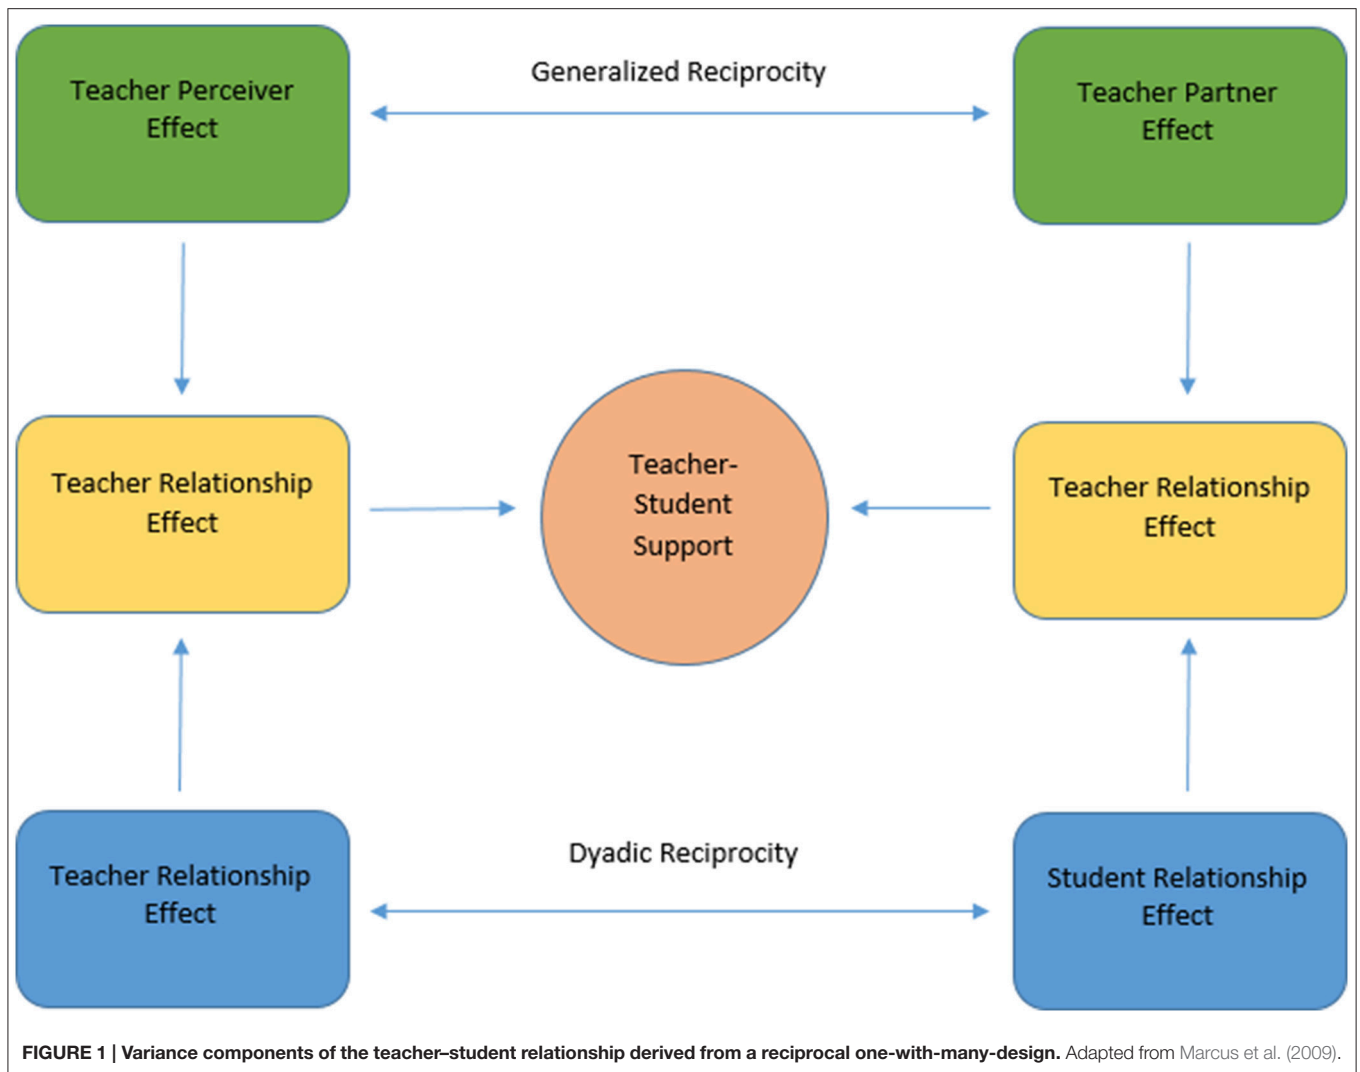 Teacher Perceiver
Effect
Generalized Reciprocity
Teacher Partner
Effect
Teacher Relationship
Effect
Teacher-
Student
Support
Teacher Relationship
Effect
Teacher Relationship
Effect
Dyadic Reciprocity
Student Relationship
Effect
FIGURE 1 | Variance components of the teacher–student relationship derived from a reciprocal one-with-many-design. Adapted from Marcus et al. (2009).